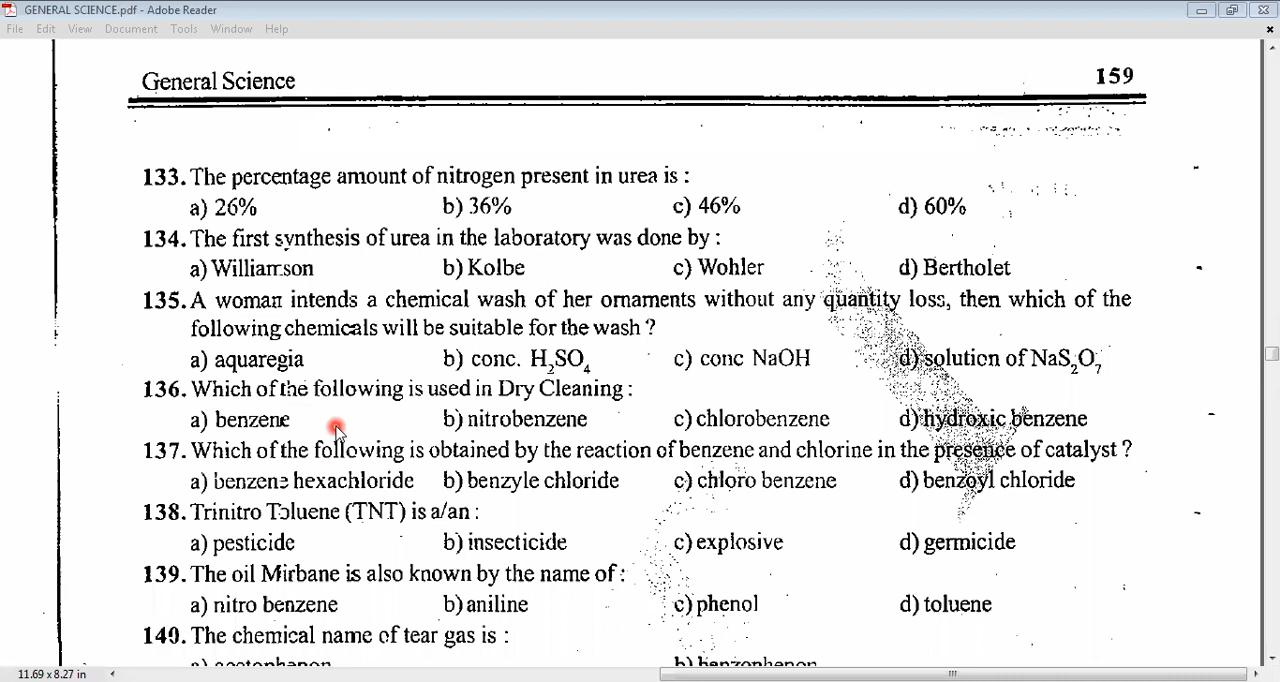 GENERAL SCIENCE.pdf - Adobe Reader
File Edit View Document Tools Window Help
General Science 159
133. The percentage amount of nitrogen present in urea is :
a) 26% b) 36% c) 46% d) 60%
134. The first synthesis of urea in the laboratory was done by :
a) Williamson b) Kolbe c) Wohler d) Bertholet
135. A woman intends a chemical wash of her ornaments without any quantity loss, then which of the
following chemicals will be suitable for the wash ?
a) aquaregia b) conc. H₂SO₄ c) conc NaOH d) solution of NaS₂O₇
136. Which of the following is used in Dry Cleaning :
a) benzene b) nitrobenzene c) chlorobenzene d) hydroxic benzene
137. Which of the following is obtained by the reaction of benzene and chlorine in the presence of catalyst ?
a) benzene hexachloride b) benzyle chloride c) chloro benzene d) benzoyl chloride
138. Trinitro Toluene (TNT) is a/an :
a) pesticide b) insecticide c) explosive d) germicide
139. The oil Mirbane is also known by the name of :
a) nitro benzene b) aniline c) phenol d) toluene
140. The chemical name of tear gas is :
a) acetophenon b) benzophenon
11.69 x 8.27 in